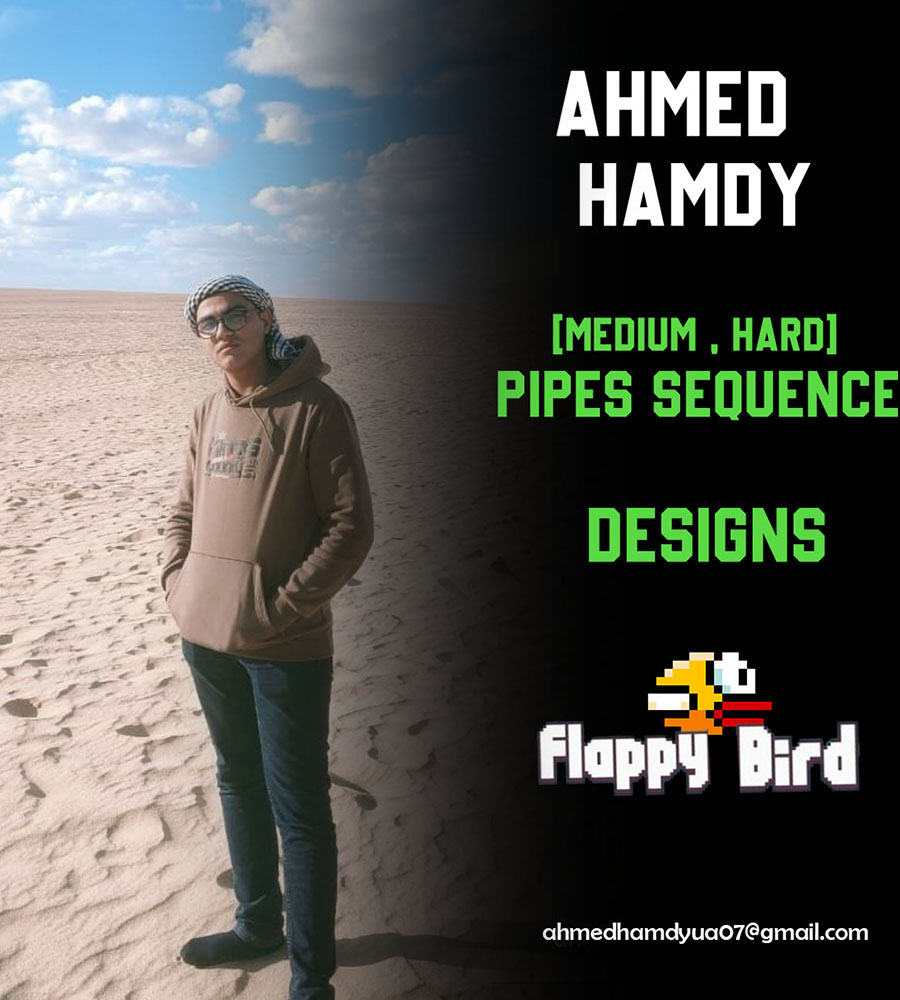 AHMED
HAMDY
[MEDIUM , HARD]
PIPES SEQUENCE
DESIGNS
Flappy Bird
ahmedhamdyua07@gmail.com